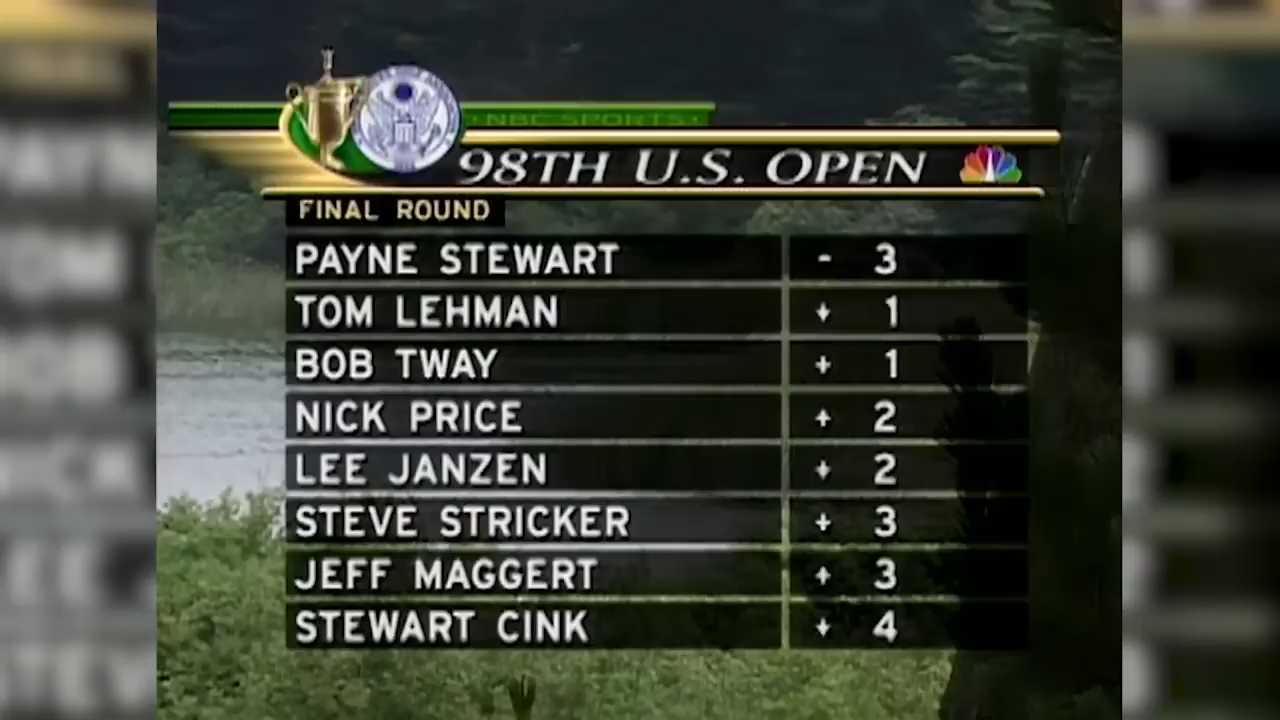 NBC SPORTS
98TH U.S. OPEN
FINAL ROUND
PAYNE STEWART - 3
TOM LEHMAN + 1
BOB TWAY + 1
NICK PRICE + 2
LEE JANZEN + 2
STEVE STRICKER + 3
JEFF MAGGERT + 3
STEWART CINK + 4